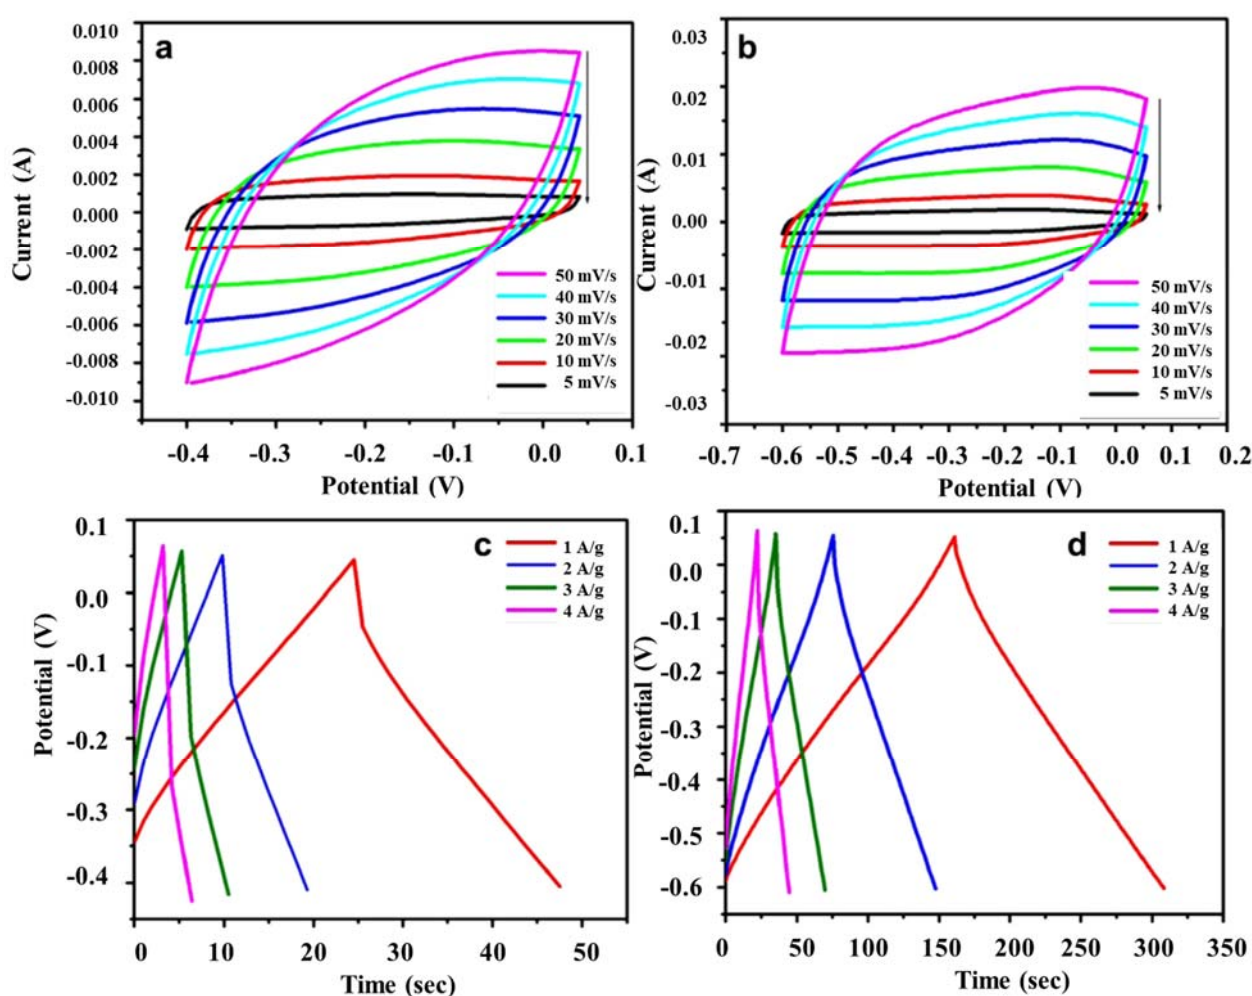 a
0.010
0.008
0.006
0.004
0.002
0.000
-0.002
-0.004
-0.006
-0.008
-0.010
Current (A)
50 mV/s
40 mV/s
30 mV/s
20 mV/s
10 mV/s
5 mV/s
-0.4 -0.3 -0.2 -0.1 0.0 0.1
Potential (V)
b
0.03
0.02
0.01
0.00
-0.01
-0.02
-0.03
Current (A)
50 mV/s
40 mV/s
30 mV/s
20 mV/s
10 mV/s
5 mV/s
-0.7 -0.6 -0.5 -0.4 -0.3 -0.2 -0.1 0.0 0.1 0.2
Potential (V)
c
0.1
0.0
-0.1
-0.2
-0.3
-0.4
Potential (V)
1 A/g
2 A/g
3 A/g
4 A/g
0 10 20 30 40 50
Time (sec)
d
0.1
0.0
-0.1
-0.2
-0.3
-0.4
-0.5
-0.6
Potential (V)
1 A/g
2 A/g
3 A/g
4 A/g
0 50 100 150 200 250 300 350
Time (sec)